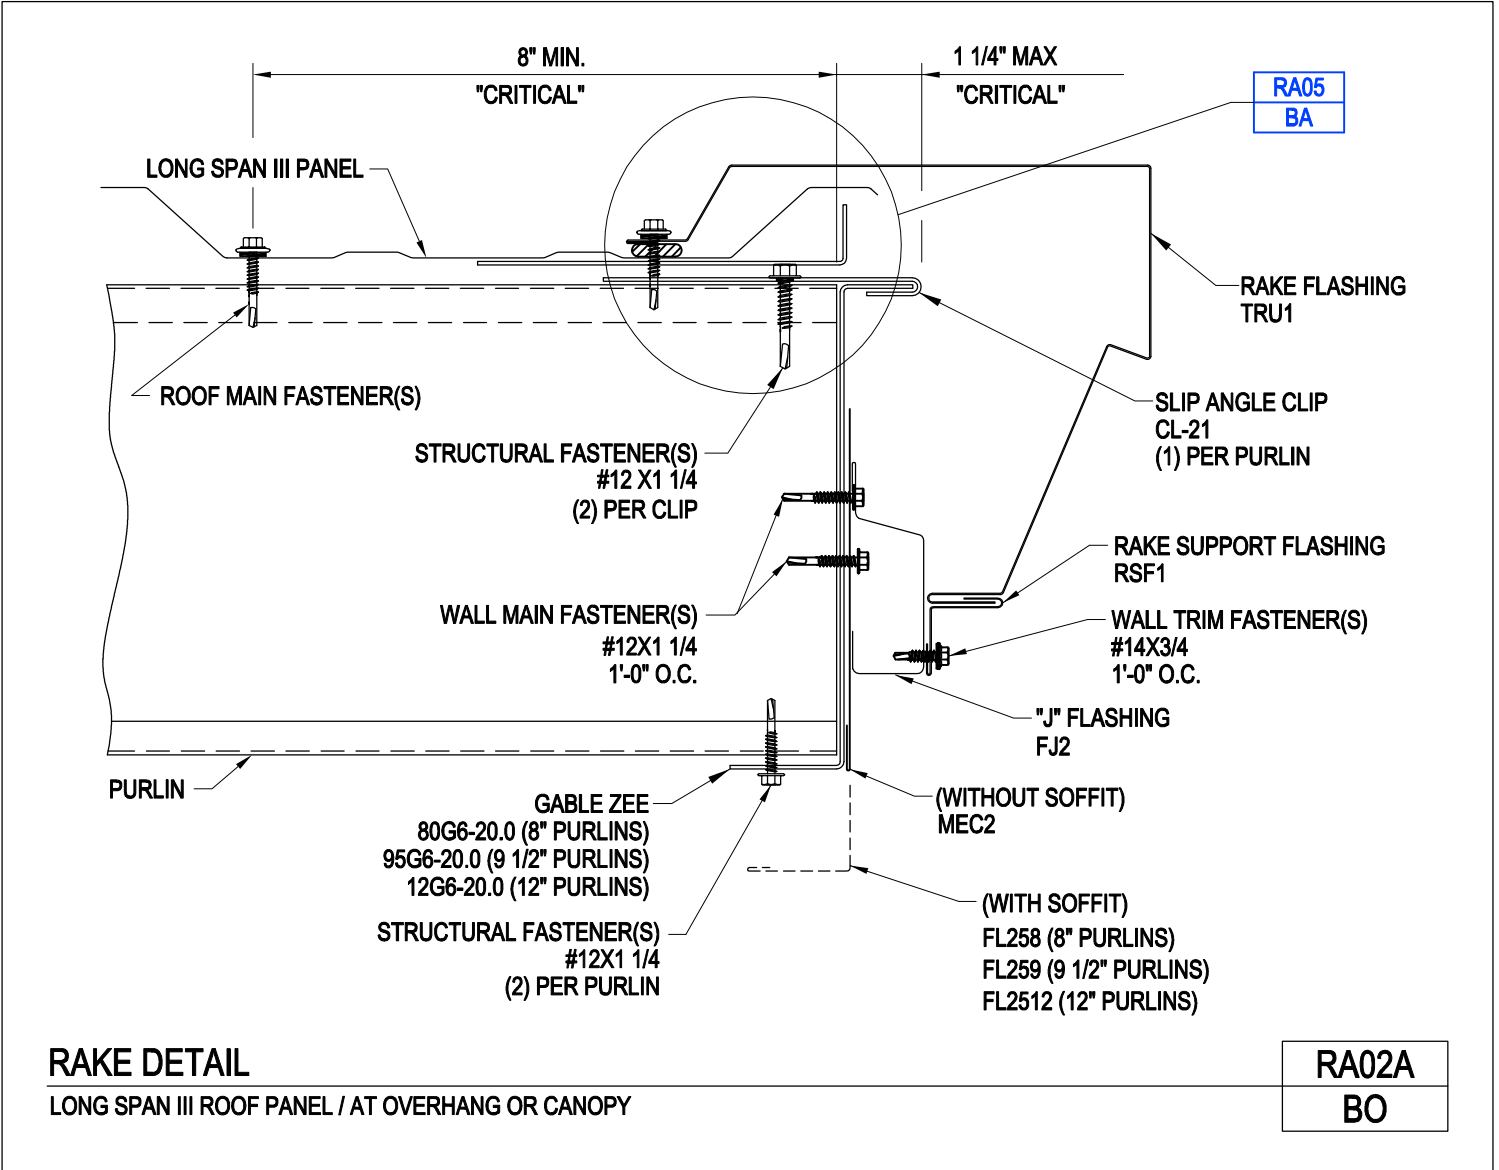 8" MIN.
"CRITICAL"
1 1/4" MAX
"CRITICAL"
RA05
BA
LONG SPAN III PANEL
RAKE FLASHING
TRU1
ROOF MAIN FASTENER(S)
SLIP ANGLE CLIP
CL-21
(1) PER PURLIN
STRUCTURAL FASTENER(S)
#12 X1 1/4
(2) PER CLIP
RAKE SUPPORT FLASHING
RSF1
WALL MAIN FASTENER(S)
#12X1 1/4
1'-0" O.C.
WALL TRIM FASTENER(S)
#14X3/4
1'-0" O.C.
"J" FLASHING
FJ2
PURLIN
GABLE ZEE
80G6-20.0 (8" PURLINS)
95G6-20.0 (9 1/2" PURLINS)
12G6-20.0 (12" PURLINS)
(WITHOUT SOFFIT)
MEC2
STRUCTURAL FASTENER(S)
#12X1 1/4
(2) PER PURLIN
(WITH SOFFIT)
FL258 (8" PURLINS)
FL259 (9 1/2" PURLINS)
FL2512 (12" PURLINS)
RAKE DETAIL
LONG SPAN III ROOF PANEL / AT OVERHANG OR CANOPY
RA02A
BO